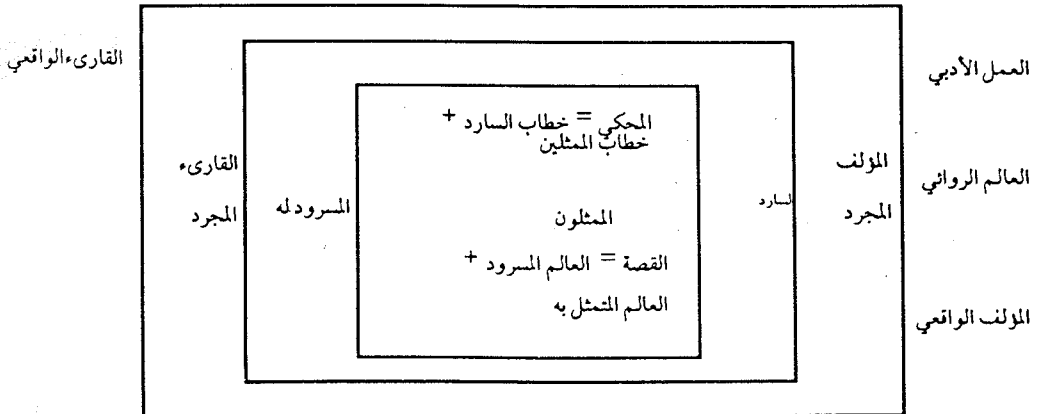 العمل الأدبي
العالم الروائي
المؤلف الواقعي
المؤلف
المجرد
لسارد
المحكي = خطاب السارد +
خطاب الممثلين
الممثلون
القصة = العالم المسرود +
العالم المتمثل به
المسرود له
القارىء
المجرد
القارىء الواقعي